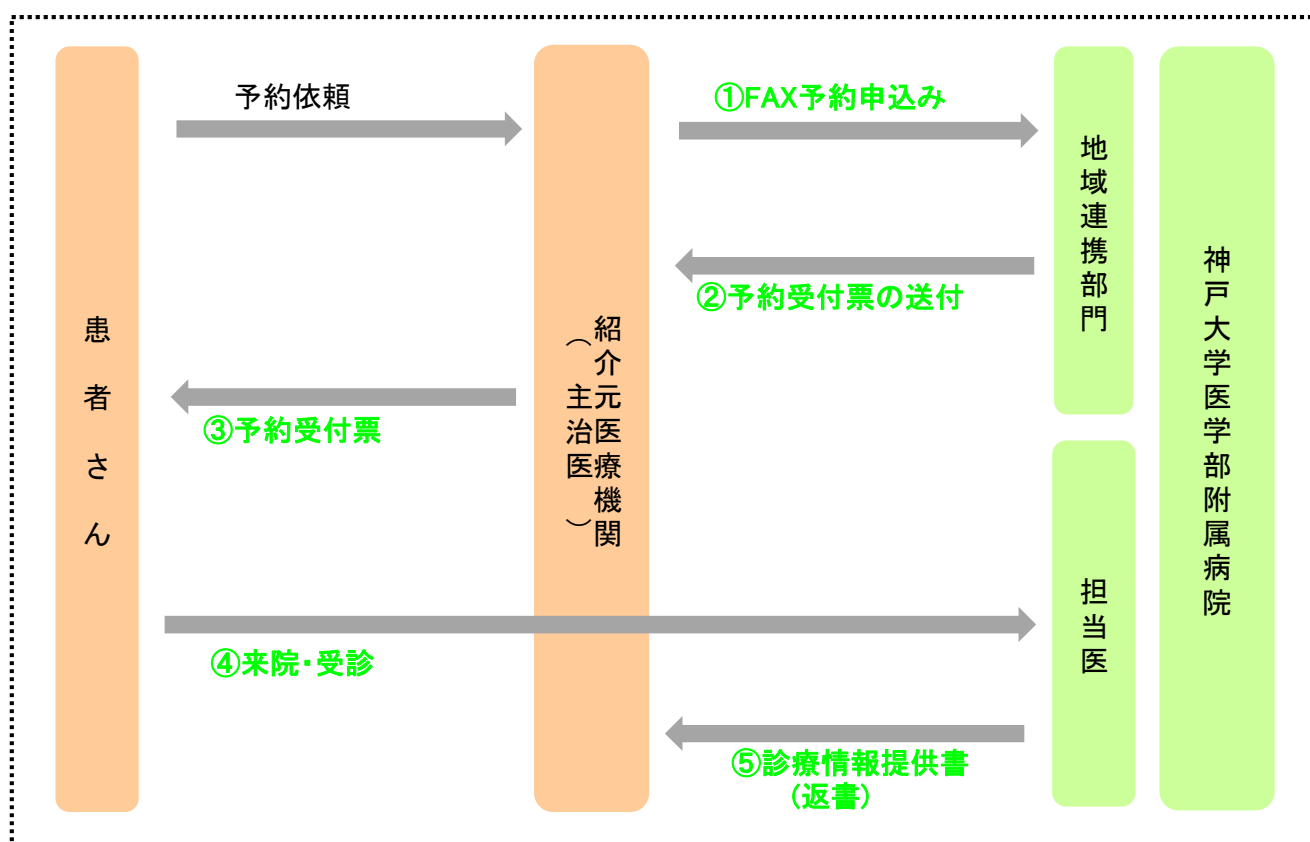 予約依頼
①FAX予約申込み
②予約受付票の送付
③予約受付票
④来院・受診
⑤診療情報提供書
(返書)
患者さん
紹介元医療機関
（主治医）
地域連携部門
担当医
神戸大学医学部附属病院